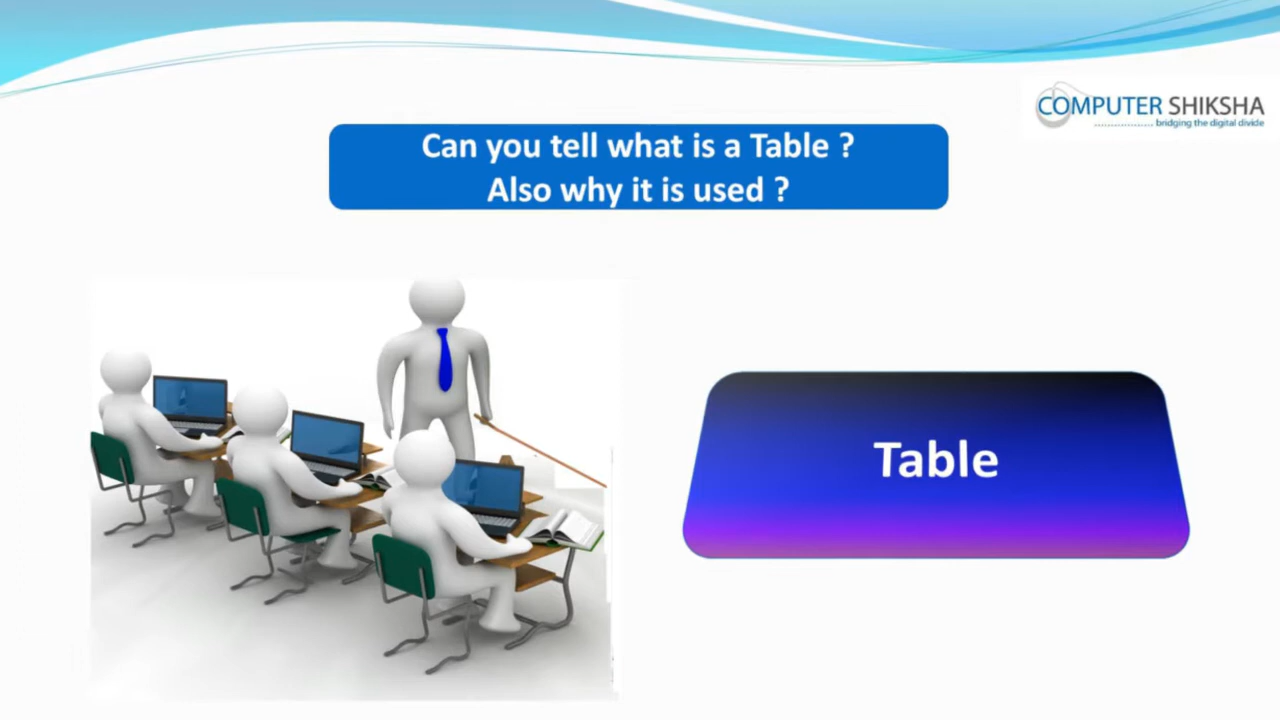 COMPUTER SHIKSHA
bridging the digital divide
Can you tell what is a Table ?
Also why it is used ?
Table